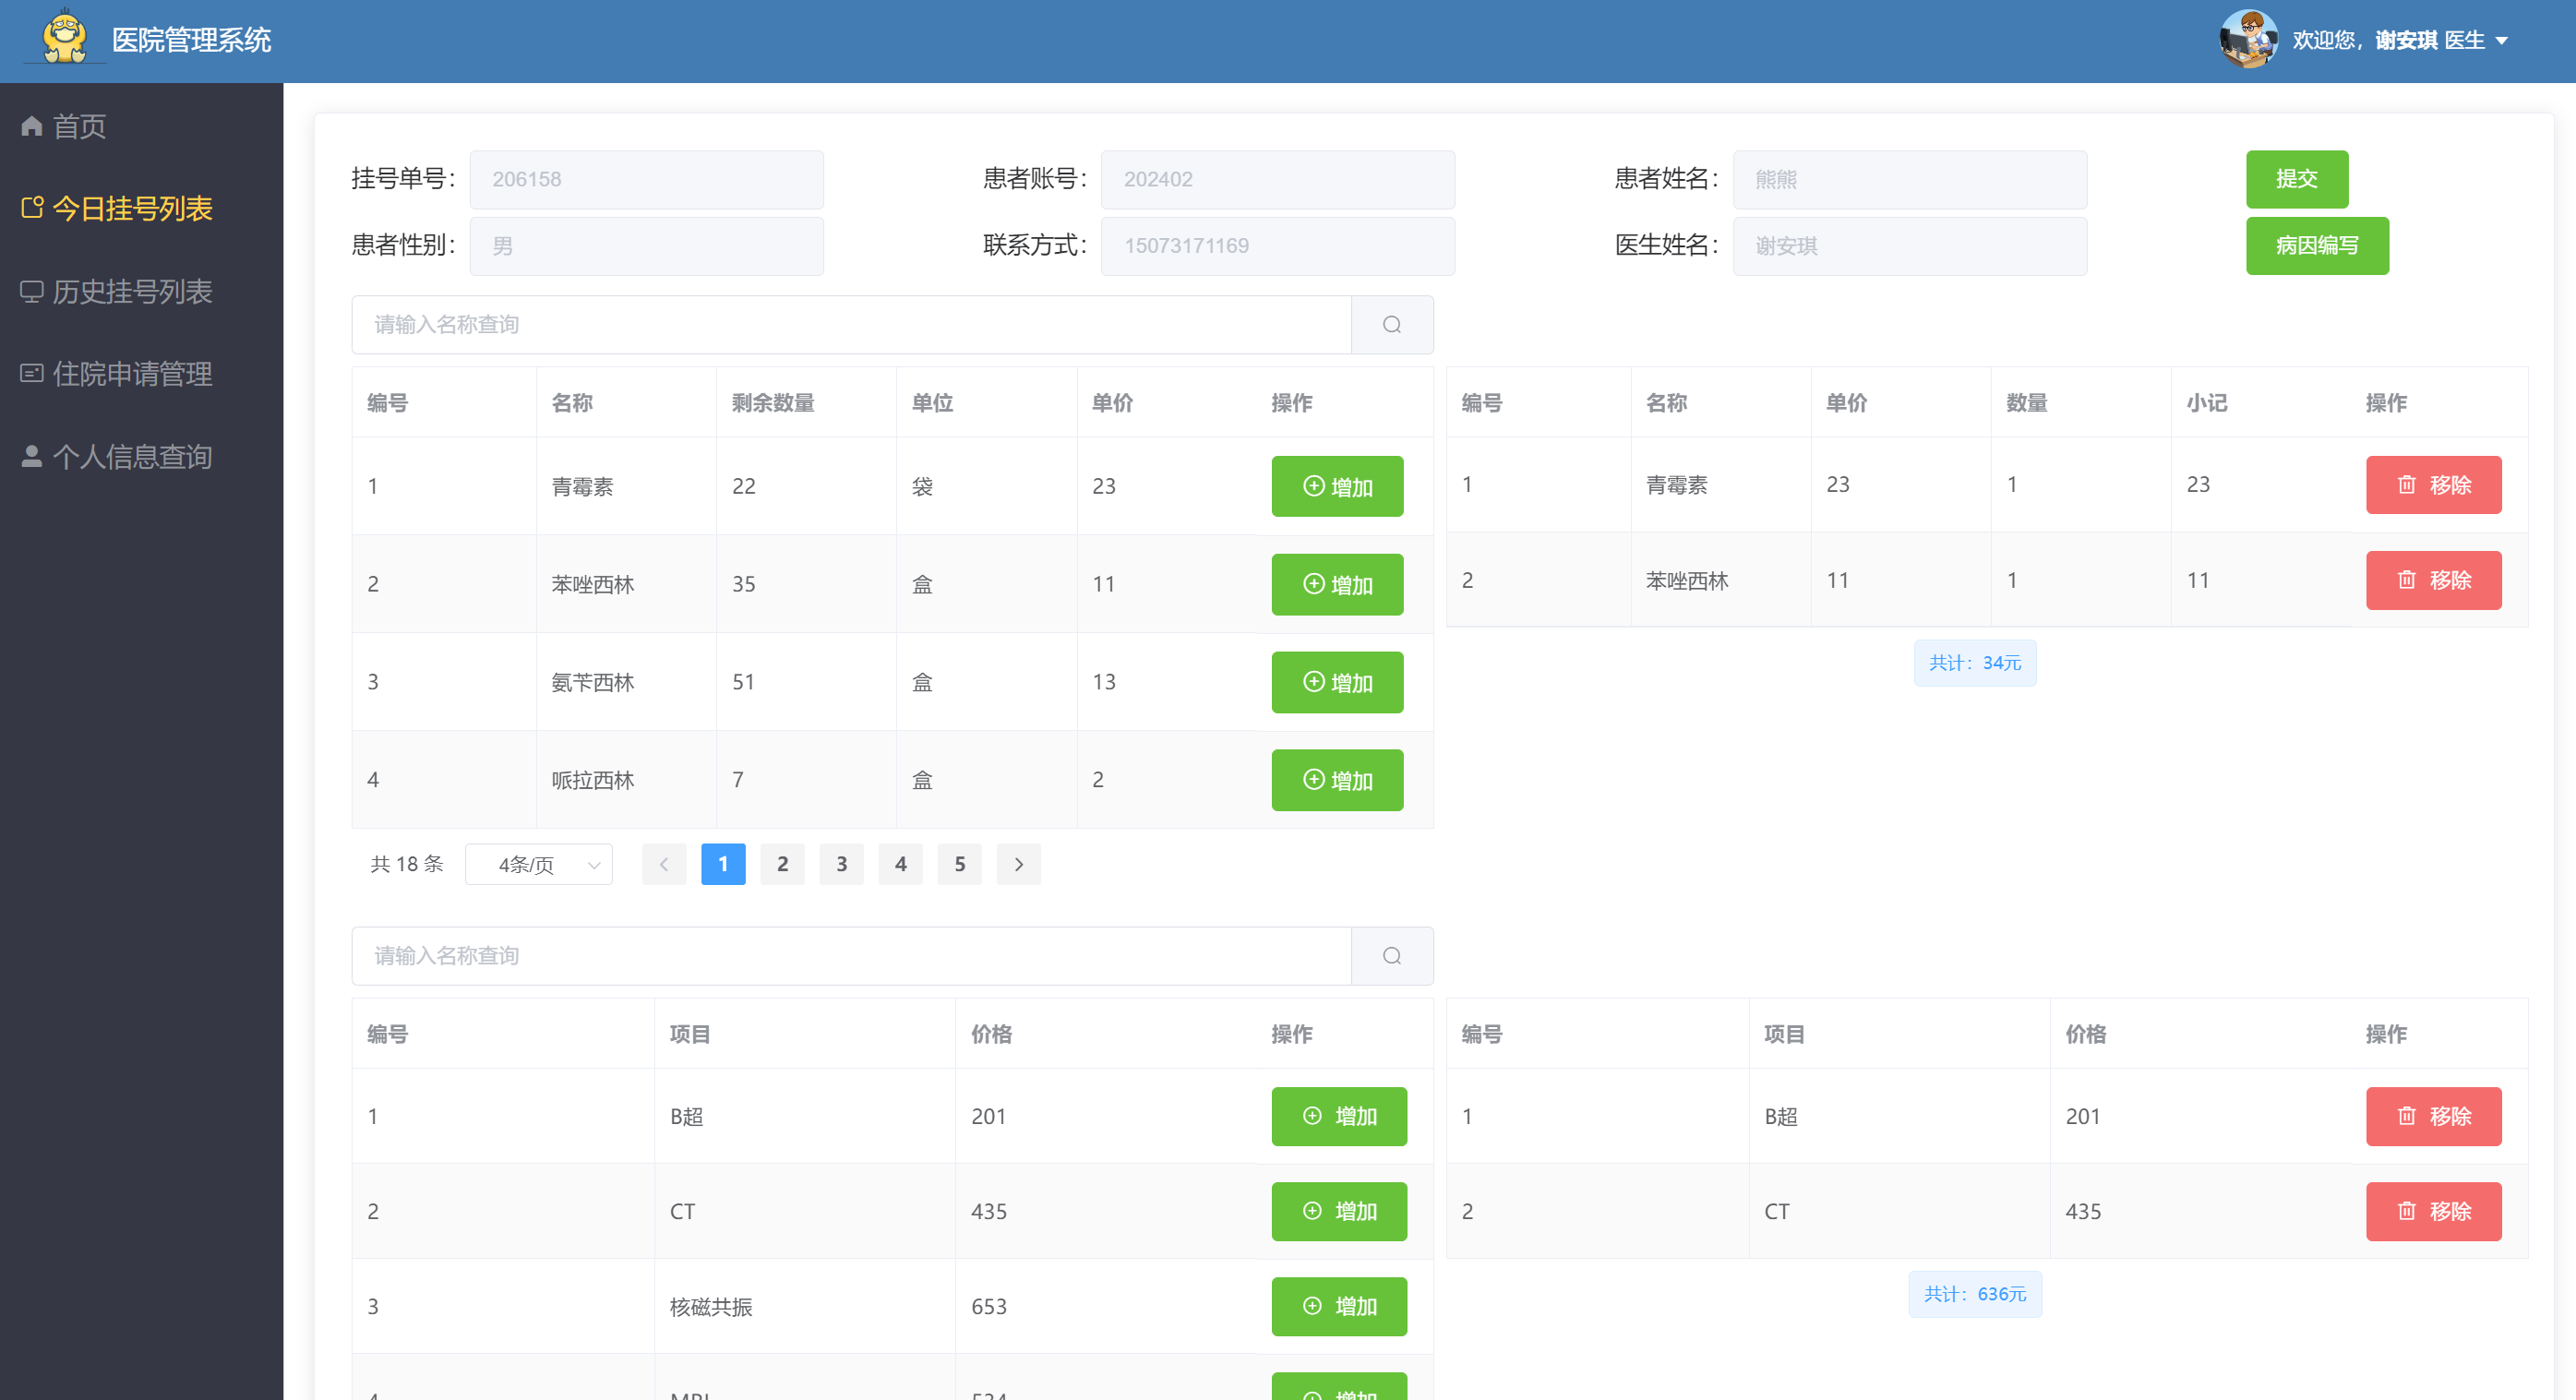 医院管理系统
欢迎您，谢安琪 医生
首页
今日挂号列表
历史挂号列表
住院申请管理
个人信息查询
挂号单号： 206158 患者账号： 202402 患者姓名： 熊熊 提交
患者性别： 男 联系方式： 15073171169 医生姓名： 谢安琪 病因编写
请输入名称查询
编号 名称 剩余数量 单位 单价 操作
1 青霉素 22 袋 23 增加
2 苯唑西林 35 盒 11 增加
3 氨苄西林 51 盒 13 增加
4 哌拉西林 7 盒 2 增加
共 18 条 4条/页 1 2 3 4 5
编号 名称 单价 数量 小记 操作
1 青霉素 23 1 23 移除
2 苯唑西林 11 1 11 移除
共计：34元
请输入名称查询
编号 项目 价格 操作
1 B超 201 增加
2 CT 435 增加
3 核磁共振 653 增加
4 MRI 534 增加
编号 项目 价格 操作
1 B超 201 移除
2 CT 435 移除
共计：636元